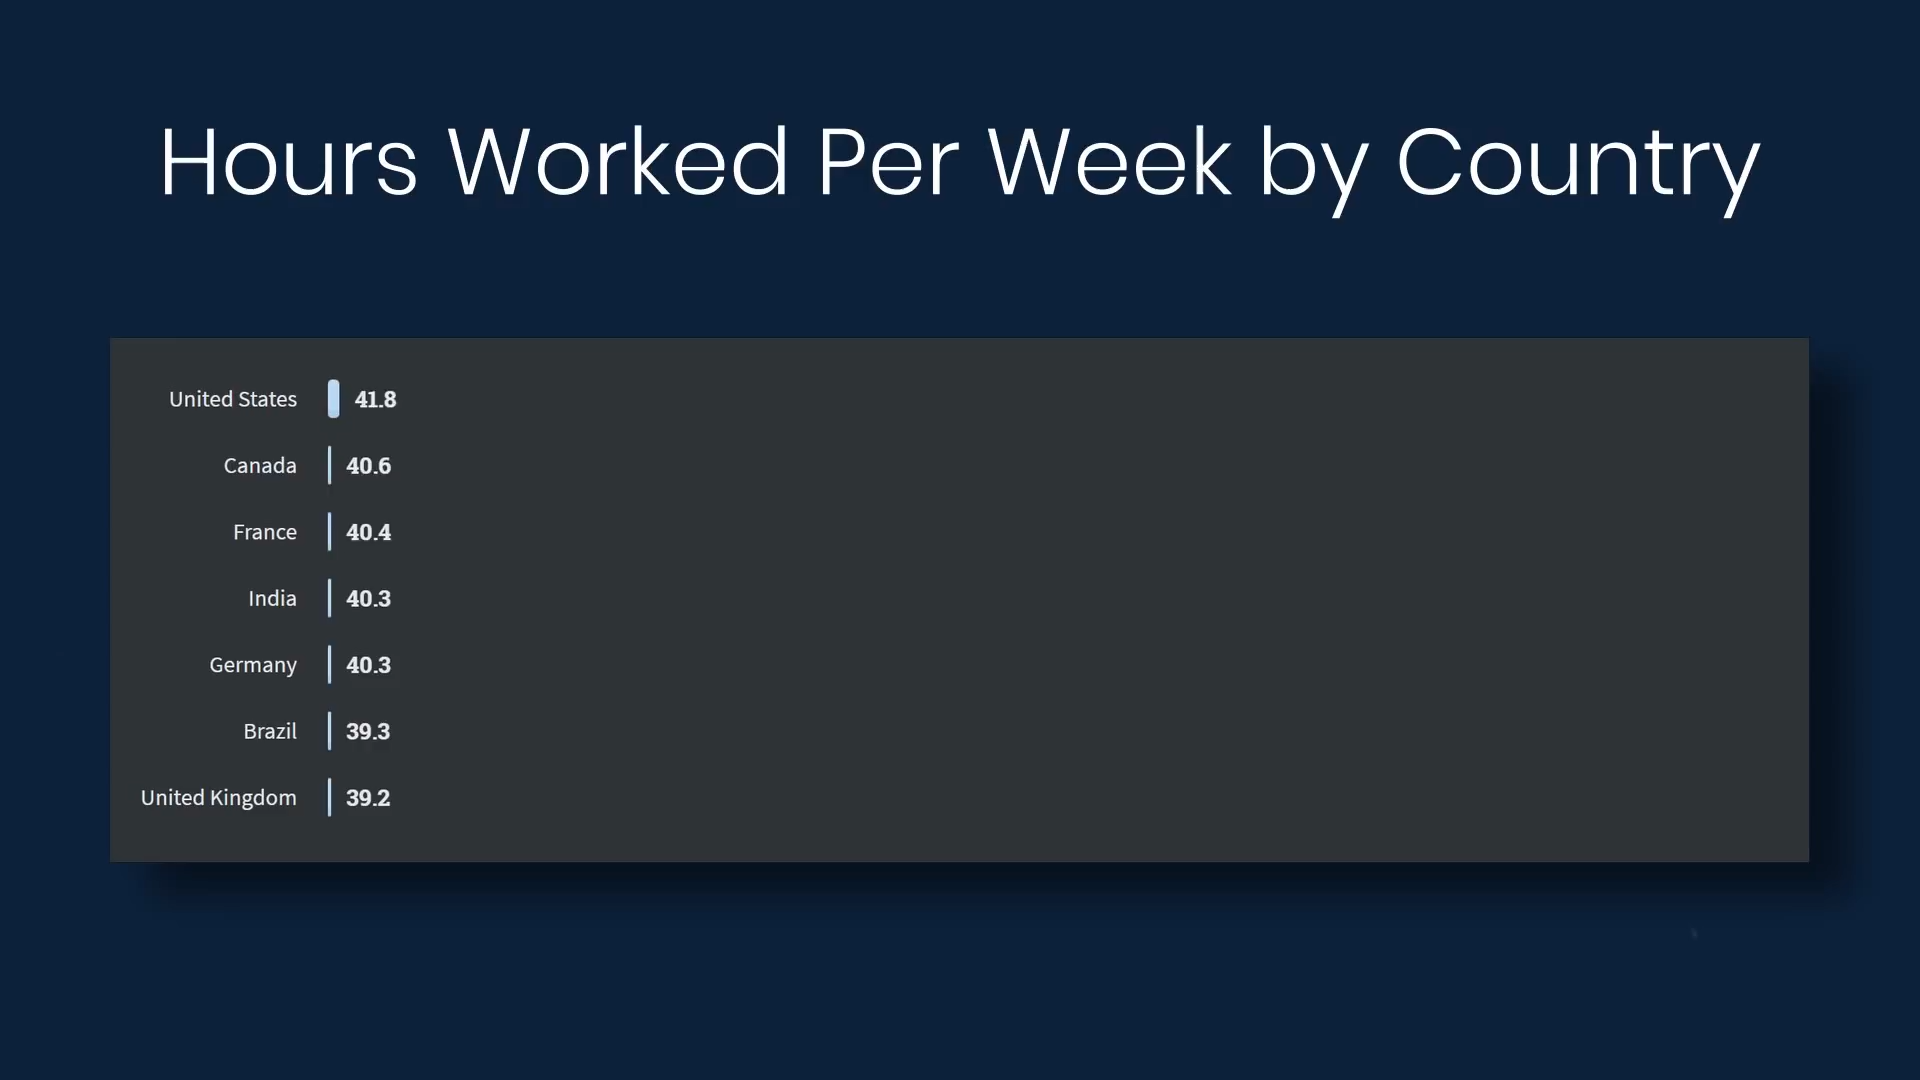 Hours Worked Per Week by Country
United States 41.8
Canada 40.6
France 40.4
India 40.3
Germany 40.3
Brazil 39.3
United Kingdom 39.2